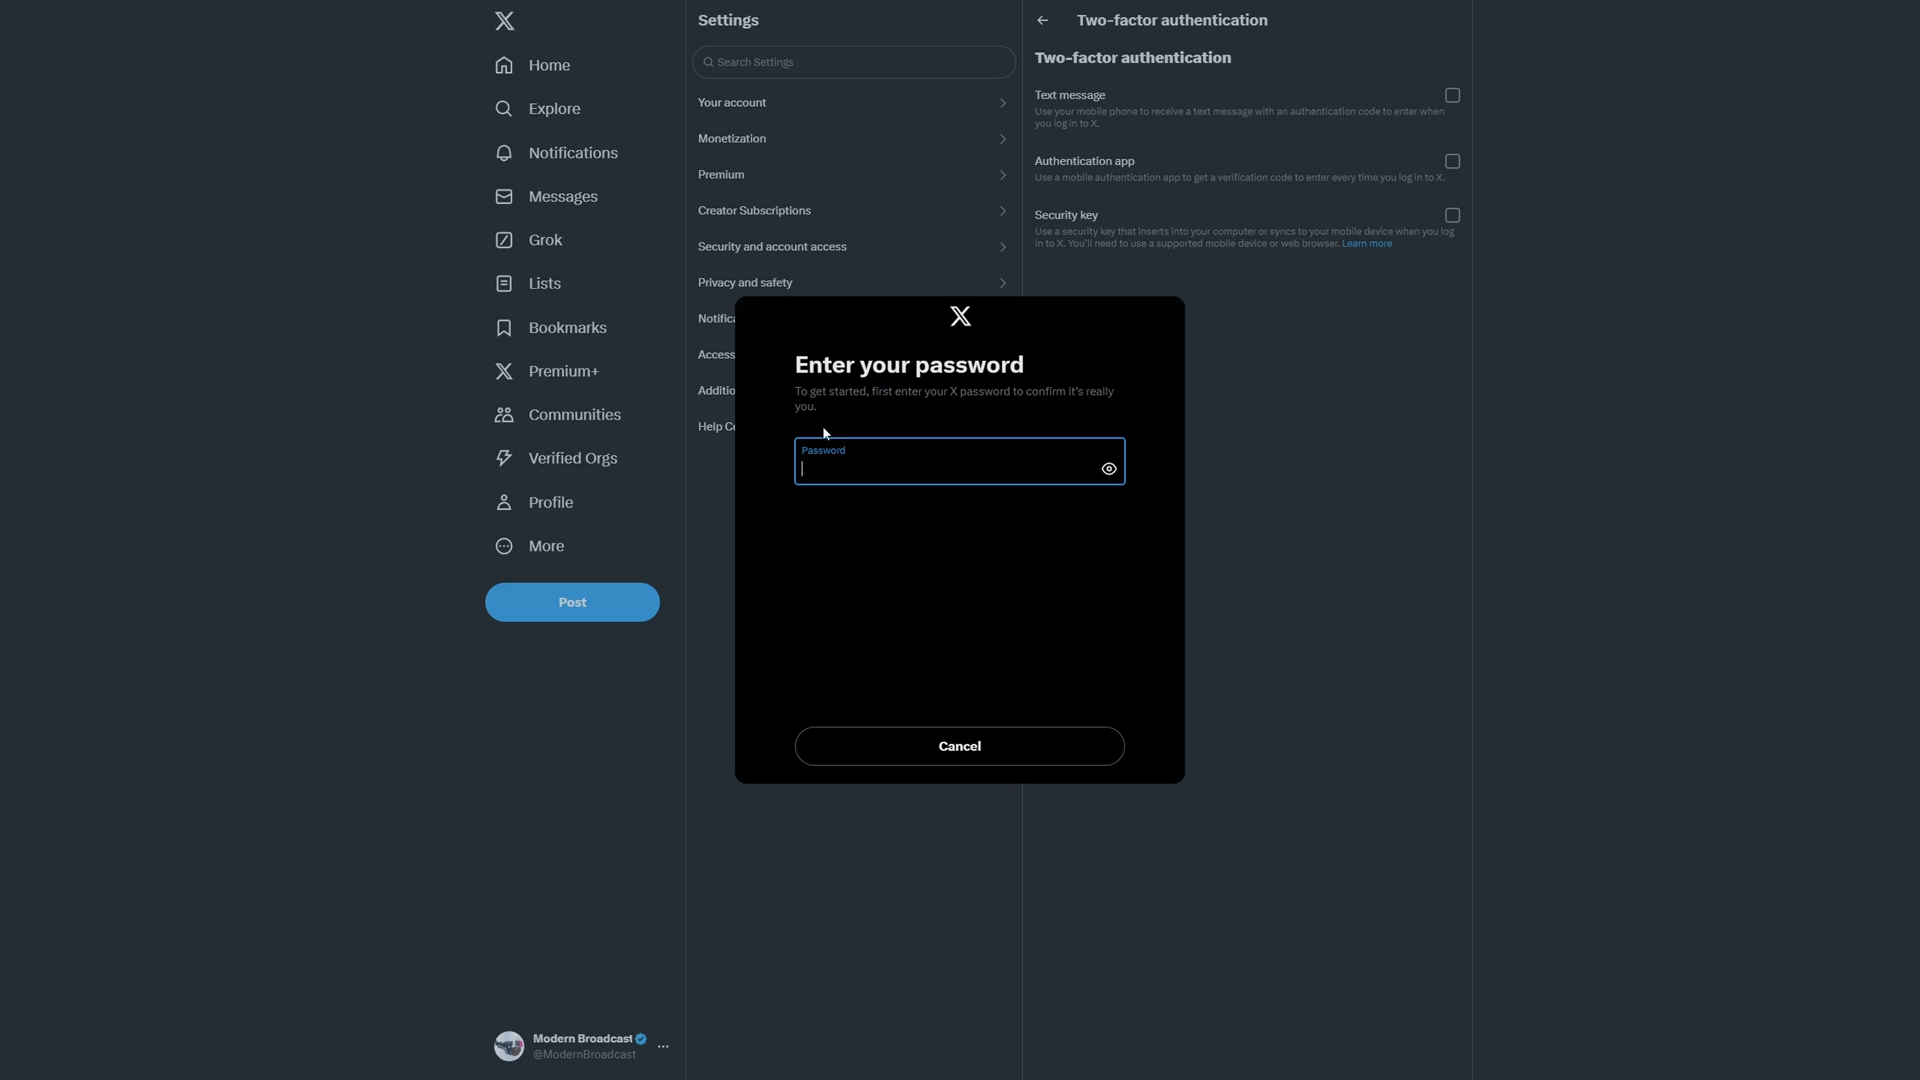 Home
Explore
Notifications
Messages
Grok
Lists
Bookmarks
Premium+
Communities
Verified Orgs
Profile
More
Post
Modern Broadcast
@ModernBroadcast
Settings
Search Settings
Your account
Monetization
Premium
Creator Subscriptions
Security and account access
Privacy and safety
Notifica
Access
Additio
Help Ce
Two-factor authentication
Two-factor authentication
Text message
Use your mobile phone to receive a text message with an authentication code to enter when
you log in to X.
Authentication app
Use a mobile authentication app to get a verification code to enter every time you log in to X.
Security key
Use a security key that inserts into your computer or syncs to your mobile device when you log
in to X. You'll need to use a supported mobile device or web browser. Learn more
Enter your password
To get started, first enter your X password to confirm it's really
you.
Password
Cancel